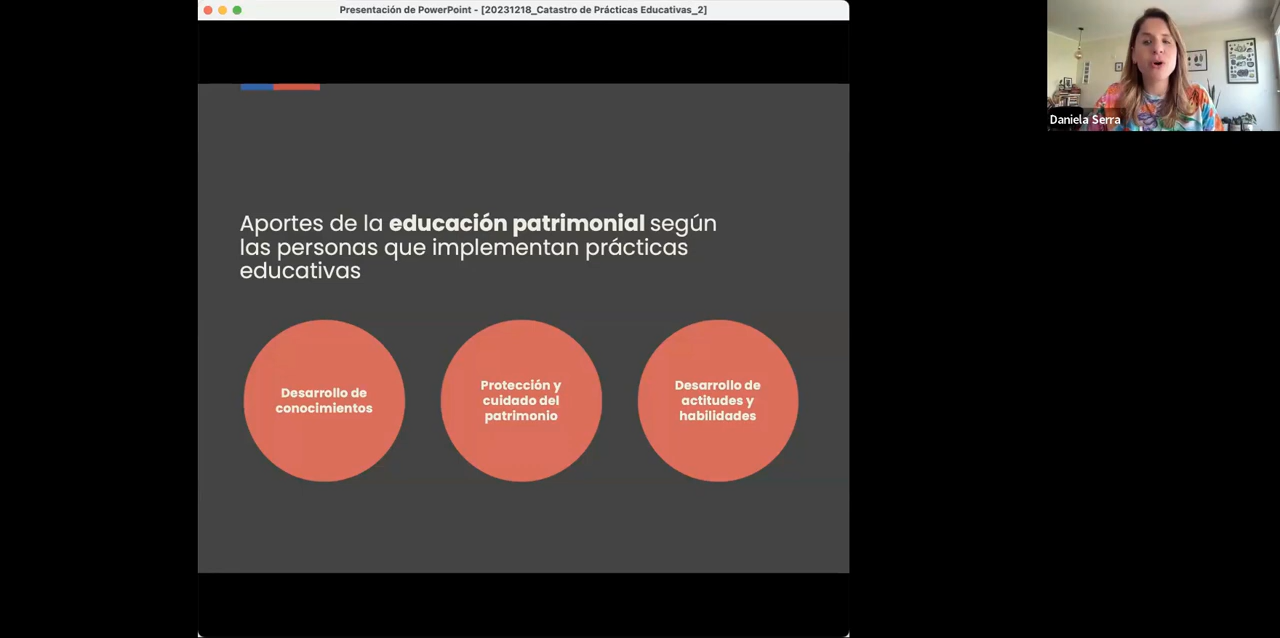 Presentación de PowerPoint - [20231218_Catastro de Prácticas Educativas_2]
Daniela Serra
Aportes de la educación patrimonial según
las personas que implementan prácticas
educativas
Desarrollo de
conocimientos
Protección y
cuidado del
patrimonio
Desarrollo de
actitudes y
habilidades